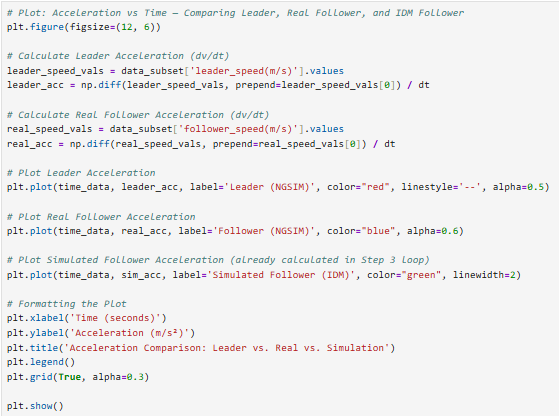 # Plot: Acceleration vs Time — Comparing Leader, Real Follower, and IDM Follower
plt.figure(figsize=(12, 6))
# Calculate Leader Acceleration (dv/dt)
leader_speed_vals = data_subset['leader_speed(m/s)'].values
leader_acc = np.diff(leader_speed_vals, prepend=leader_speed_vals[0]) / dt
# Calculate Real Follower Acceleration (dv/dt)
real_speed_vals = data_subset['follower_speed(m/s)'].values
real_acc = np.diff(real_speed_vals, prepend=real_speed_vals[0]) / dt
# Plot Leader Acceleration
plt.plot(time_data, leader_acc, label='Leader (NGSIM)', color="red", linestyle='--', alpha=0.5)
# Plot Real Follower Acceleration
plt.plot(time_data, real_acc, label='Follower (NGSIM)', color="blue", alpha=0.6)
# Plot Simulated Follower Acceleration (already calculated in Step 3 loop)
plt.plot(time_data, sim_acc, label='Simulated Follower (IDM)', color="green", linewidth=2)
# Formatting the Plot
plt.xlabel('Time (seconds)')
plt.ylabel('Acceleration (m/s²)')
plt.title('Acceleration Comparison: Leader vs. Real vs. Simulation')
plt.legend()
plt.grid(True, alpha=0.3)
plt.show()